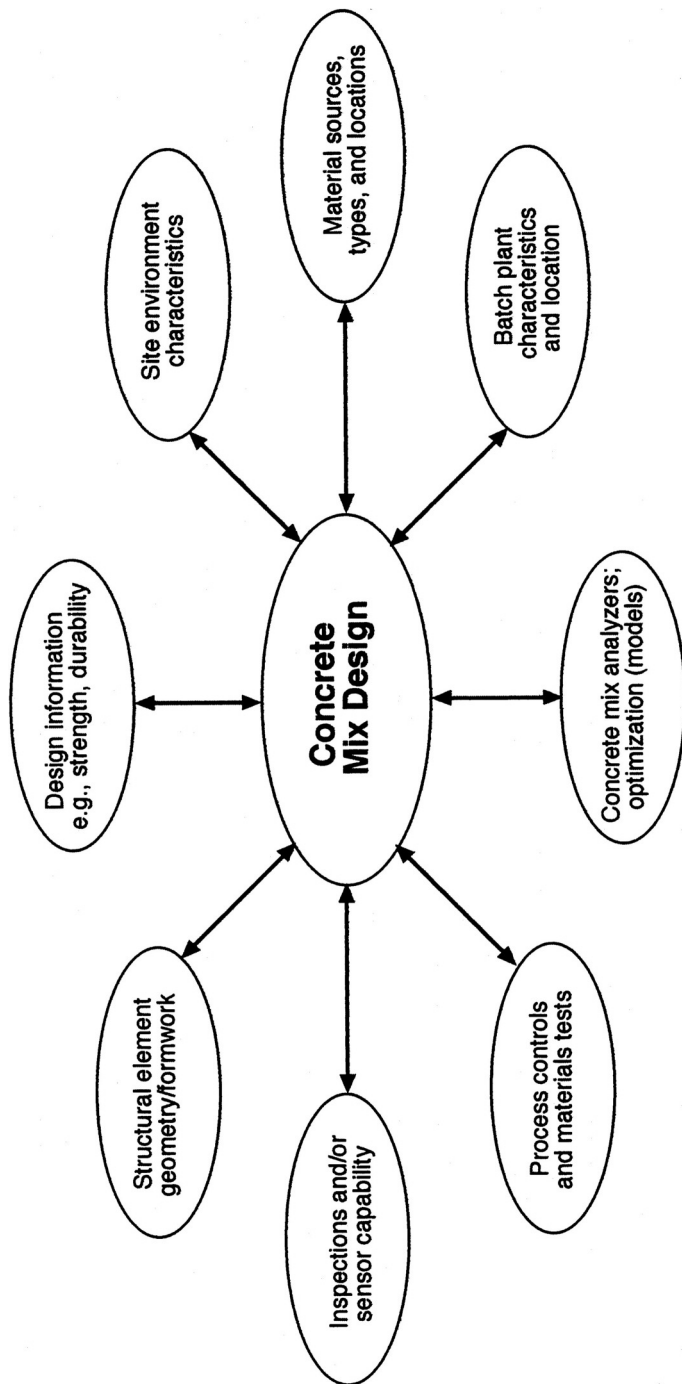 Design information
e.g., strength, durability
Site environment
characteristics
Material sources,
types, and locations
Batch plant
characteristics
and location
Concrete mix analyzers;
optimization (models)
Process controls
and materials tests
Inspections and/or
sensor capability
Structural element
geometry/formwork
Concrete
Mix Design